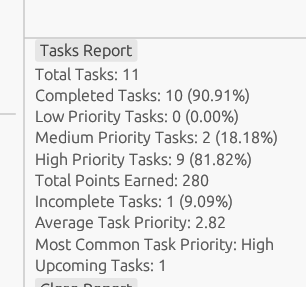 Tasks Report
Total Tasks: 11
Completed Tasks: 10 (90.91%)
Low Priority Tasks: 0 (0.00%)
Medium Priority Tasks: 2 (18.18%)
High Priority Tasks: 9 (81.82%)
Total Points Earned: 280
Incomplete Tasks: 1 (9.09%)
Average Task Priority: 2.82
Most Common Task Priority: High
Upcoming Tasks: 1